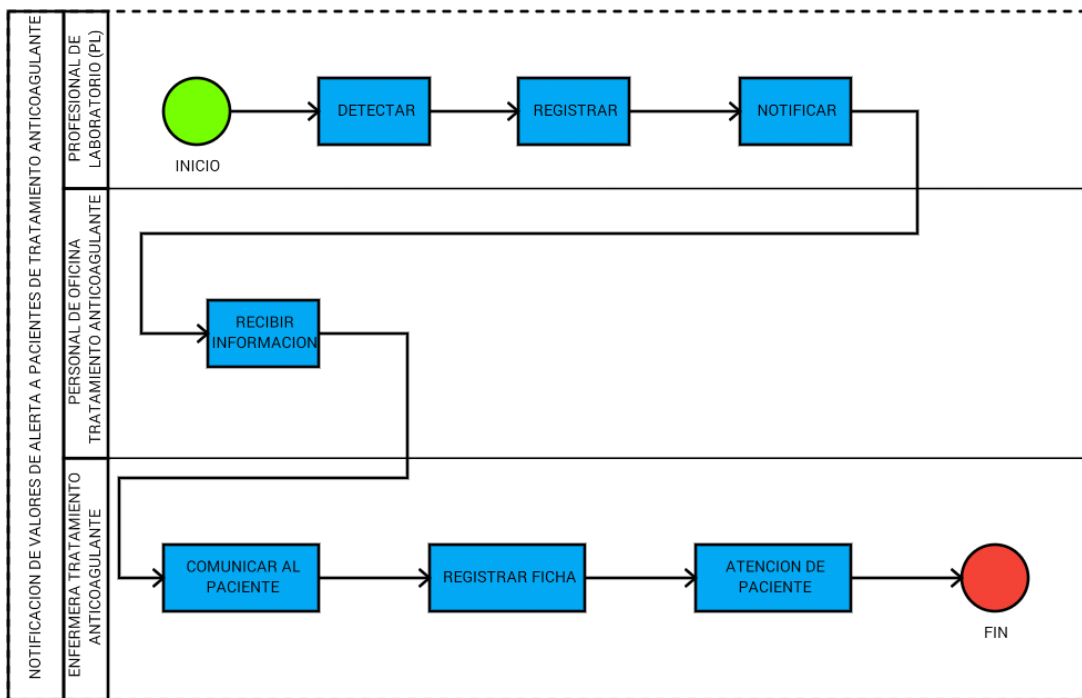 NOTIFICACION DE VALORES DE ALERTA A PACIENTES DE TRATAMIENTO ANTICOAGULANTE
PROFESIONAL DE
LABORATORIO (PL)
INICIO
DETECTAR
REGISTRAR
NOTIFICAR
PERSONAL DE OFICINA
TRATAMIENTO ANTICOAGULANTE
RECIBIR
INFORMACION
ENFERMERA TRATAMIENTO
ANTICOAGULANTE
COMUNICAR AL
PACIENTE
REGISTRAR FICHA
ATENCION DE
PACIENTE
FIN